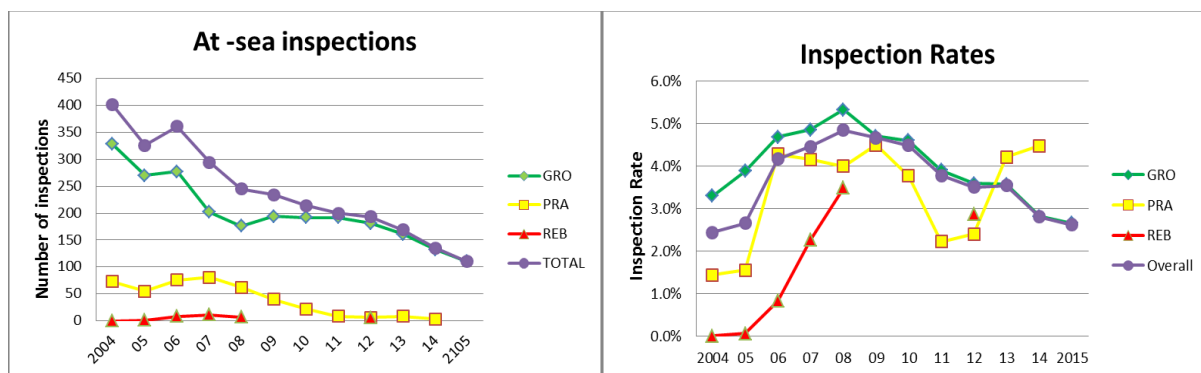 At -sea inspections
Number of inspections
450
400
350
300
250
200
150
100
50
0
2004 05 06 07 08 09 10 11 12 13 14 2105
GRO
PRA
REB
TOTAL
Inspection Rates
Inspection Rate
6.0%
5.0%
4.0%
3.0%
2.0%
1.0%
0.0%
2004 05 06 07 08 09 10 11 12 13 14 2015
GRO
PRA
REB
Overall